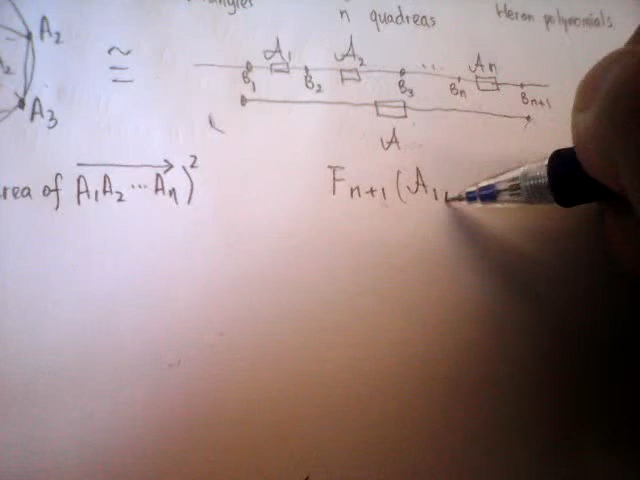 n quadreas
Heron polynomials
A₂
≅
𝒜₁ 𝒜₂ ... 𝒜n
B₁ B₂ B₃ Bn Bn+1
A₃
𝒜
area of A₁A₂...An)²
Fn+1(𝒜₁,